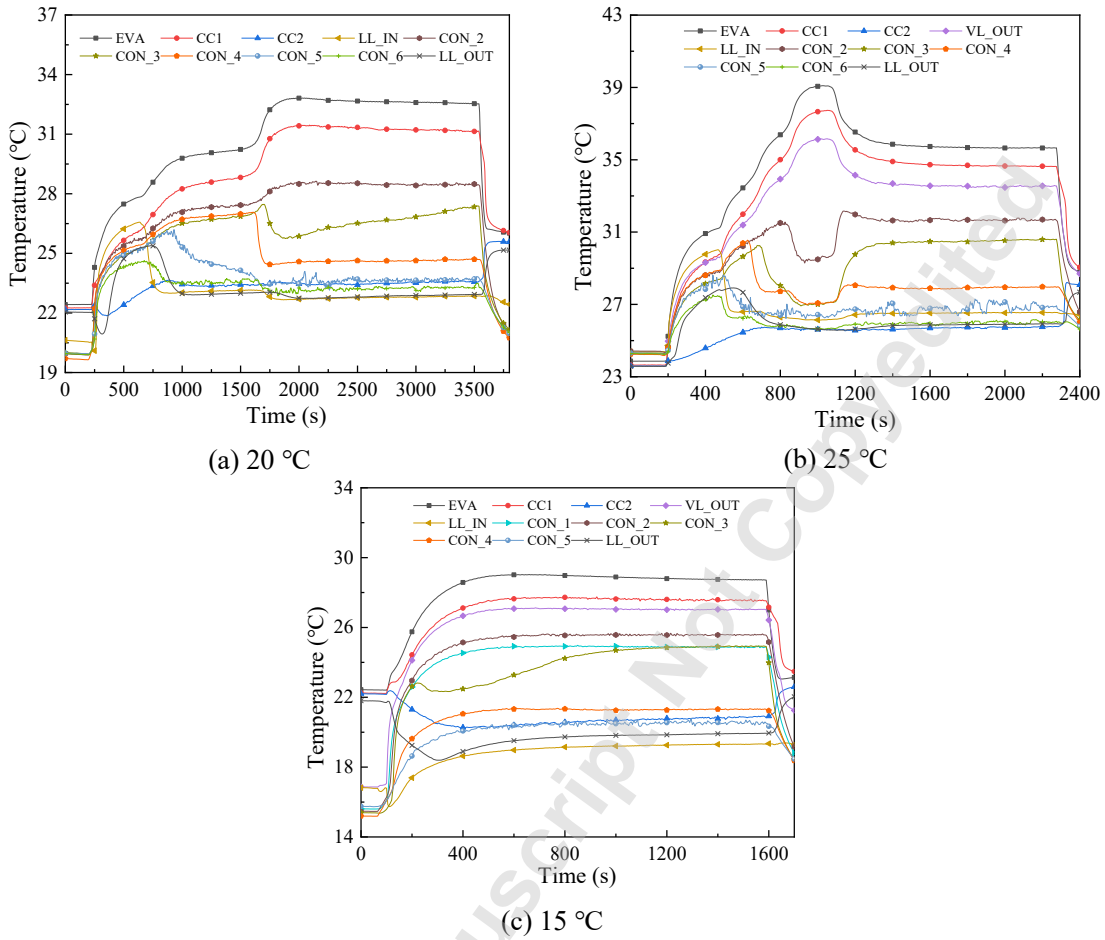 37
34
31
28
25
22
19
Temperature (℃)
EVA CC1 CC2 LL_IN CON_2
CON_3 CON_4 CON_5 CON_6 LL_OUT
0 500 1000 1500 2000 2500 3000 3500
Time (s)
(a) 20 ℃
43
39
35
31
27
23
Temperature (℃)
EVA CC1 CC2 VL_OUT
LL_IN CON_2 CON_3 CON_4
CON_5 CON_6 LL_OUT
0 400 800 1200 1600 2000 2400
Time (s)
(b) 25 ℃
34
30
26
22
18
14
Temperature (℃)
EVA CC1 CC2 VL_OUT
LL_IN CON_1 CON_2 CON_3
CON_4 CON_5 LL_OUT
0 400 800 1200 1600
Time (s)
(c) 15 ℃
uscript Not Copyedited